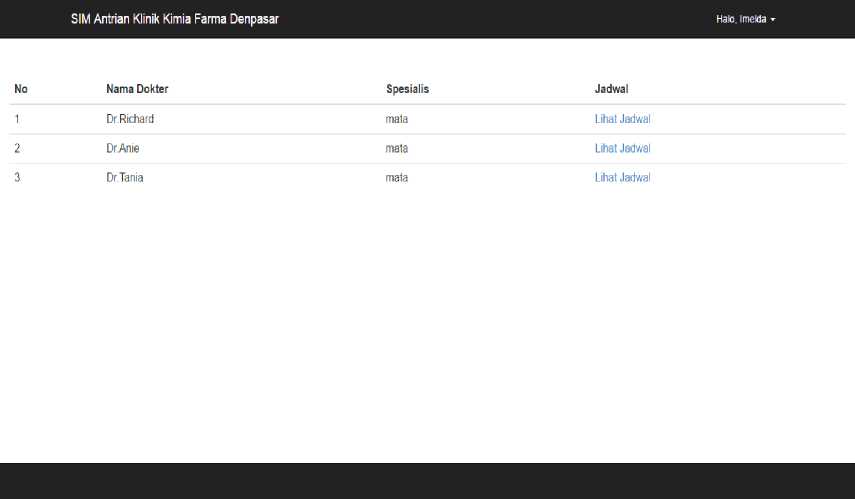 SIM Antrian Klinik Kimia Farma Denpasar Halo, Imelda
No Nama Dokter Spesialis Jadwal
1 Dr.Richard mata Lihat Jadwal
2 Dr.Anie mata Lihat Jadwal
3 Dr.Tania mata Lihat Jadwal